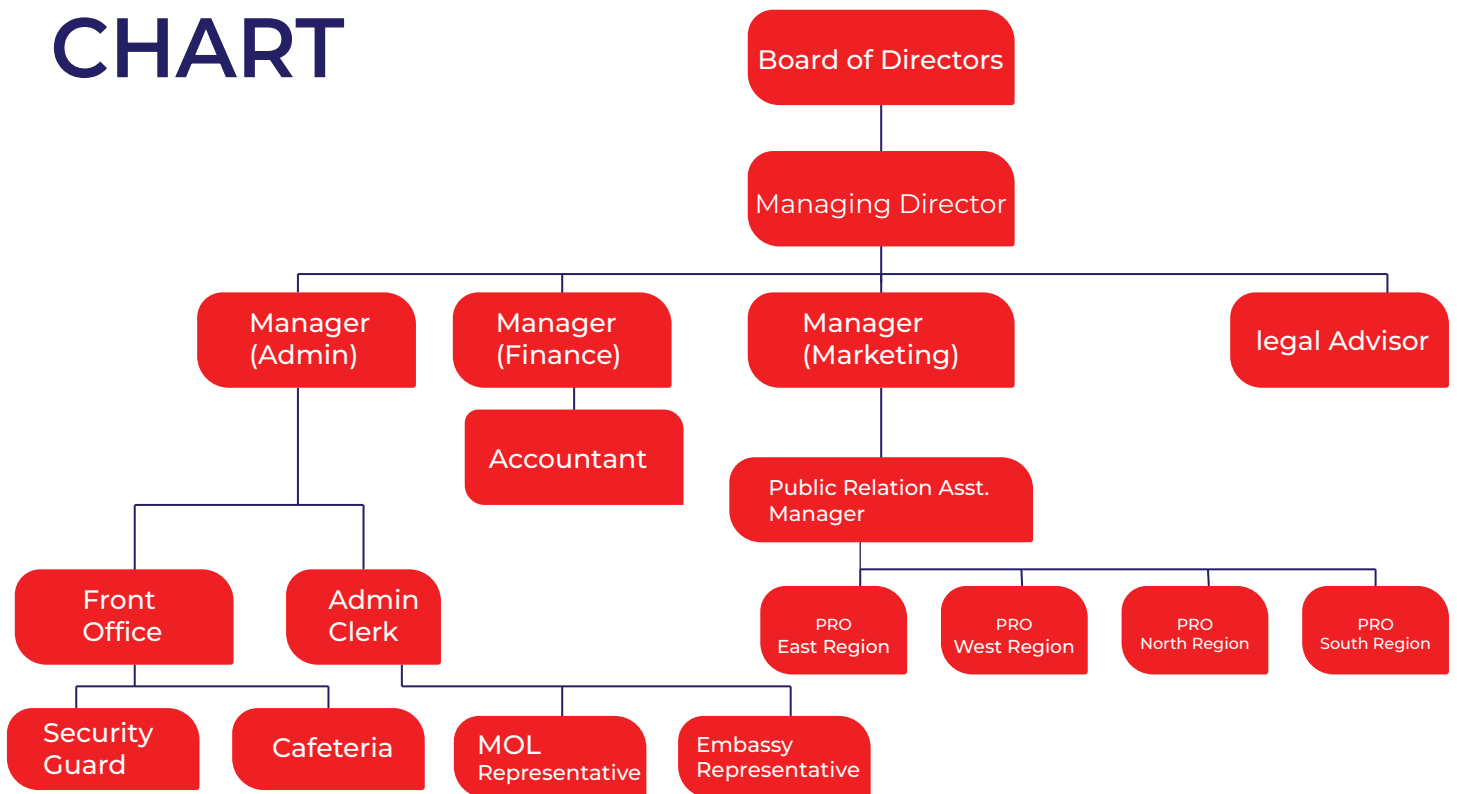 CHART
Board of Directors
Managing Director
Manager
(Admin)
Manager
(Finance)
Manager
(Marketing)
legal Advisor
Accountant
Public Relation Asst.
Manager
Front
Office
Admin
Clerk
PRO
East Region
PRO
West Region
PRO
North Region
PRO
South Region
Security
Guard
Cafeteria
MOL
Representative
Embassy
Representative